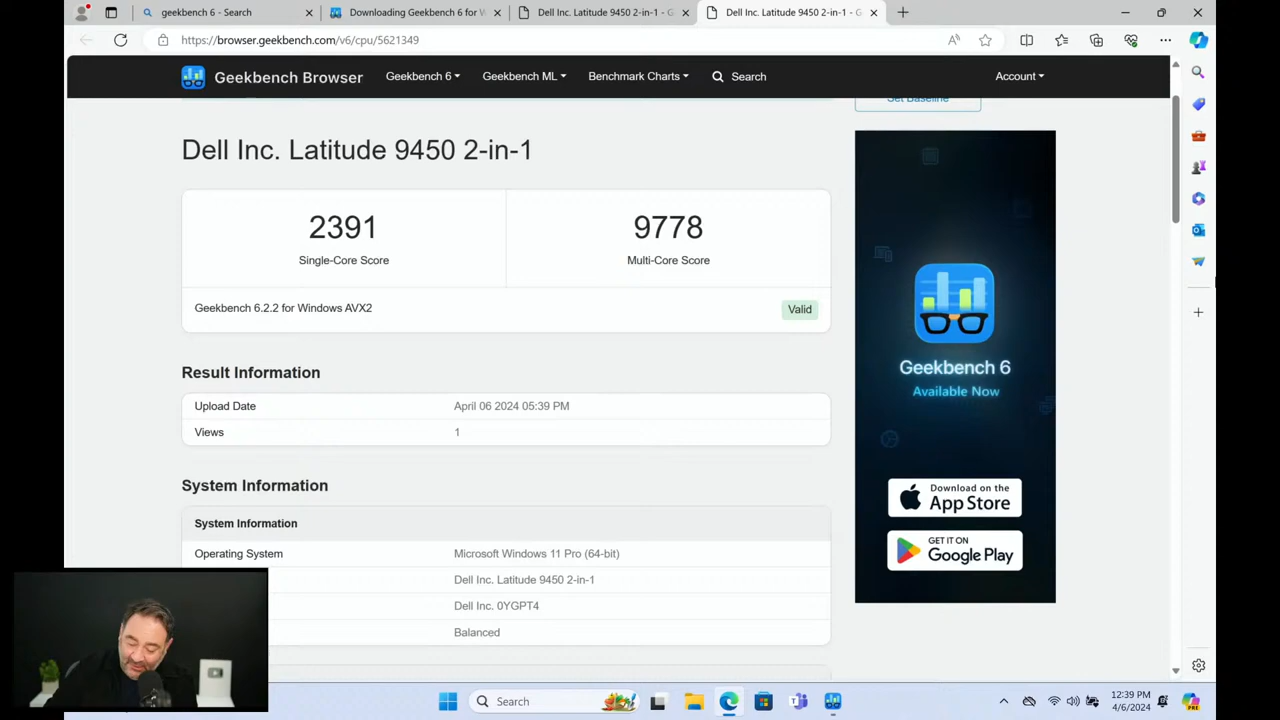 geekbench 6 - Search
Downloading Geekbench 6 for W
Dell Inc. Latitude 9450 2-in-1 - G
Dell Inc. Latitude 9450 2-in-1 - G
https://browser.geekbench.com/v6/cpu/5621349
Geekbench Browser
Geekbench 6
Geekbench ML
Benchmark Charts
Search
Account
Set Baseline
Dell Inc. Latitude 9450 2-in-1
2391
9778
Single-Core Score
Multi-Core Score
Geekbench 6.2.2 for Windows AVX2
Valid
Result Information
Upload Date
April 06 2024 05:39 PM
Views
1
System Information
System Information
Operating System
Microsoft Windows 11 Pro (64-bit)
Dell Inc. Latitude 9450 2-in-1
Dell Inc. 0YGPT4
Balanced
Geekbench 6
Available Now
Download on the
App Store
GET IT ON
Google Play
Search
12:39 PM
4/6/2024
PRE